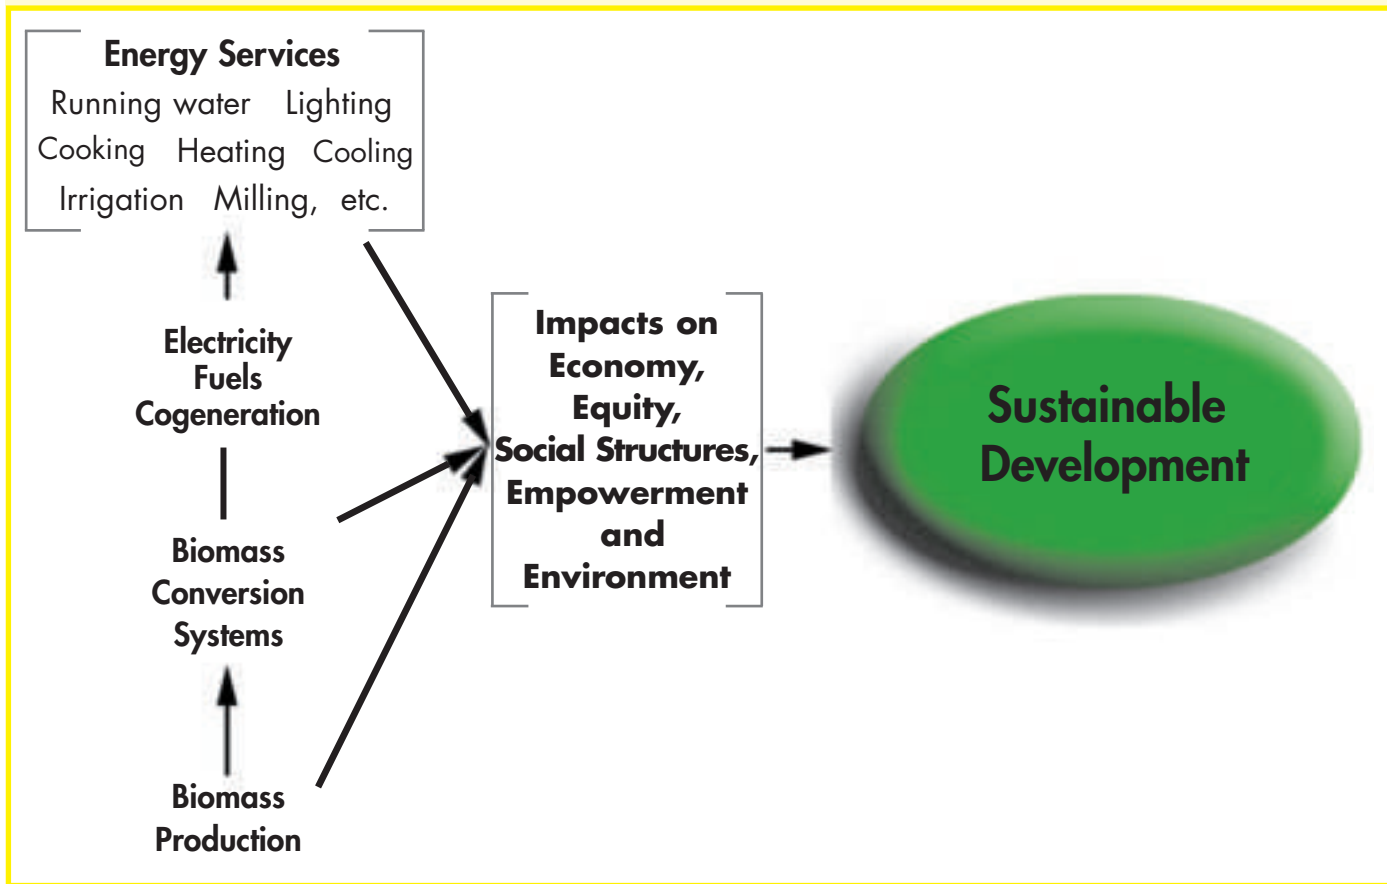 Energy Services
Running water Lighting
Cooking Heating Cooling
Irrigation Milling, etc.
Electricity
Fuels
Cogeneration
Biomass
Conversion
Systems
Biomass
Production
Impacts on
Economy,
Equity,
Social Structures,
Empowerment
and
Environment
Sustainable
Development